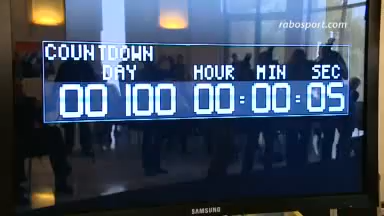 rabosport.com
COUNTDOWN
DAY HOUR MIN SEC
00 100 00:00:05
SAMSUNG